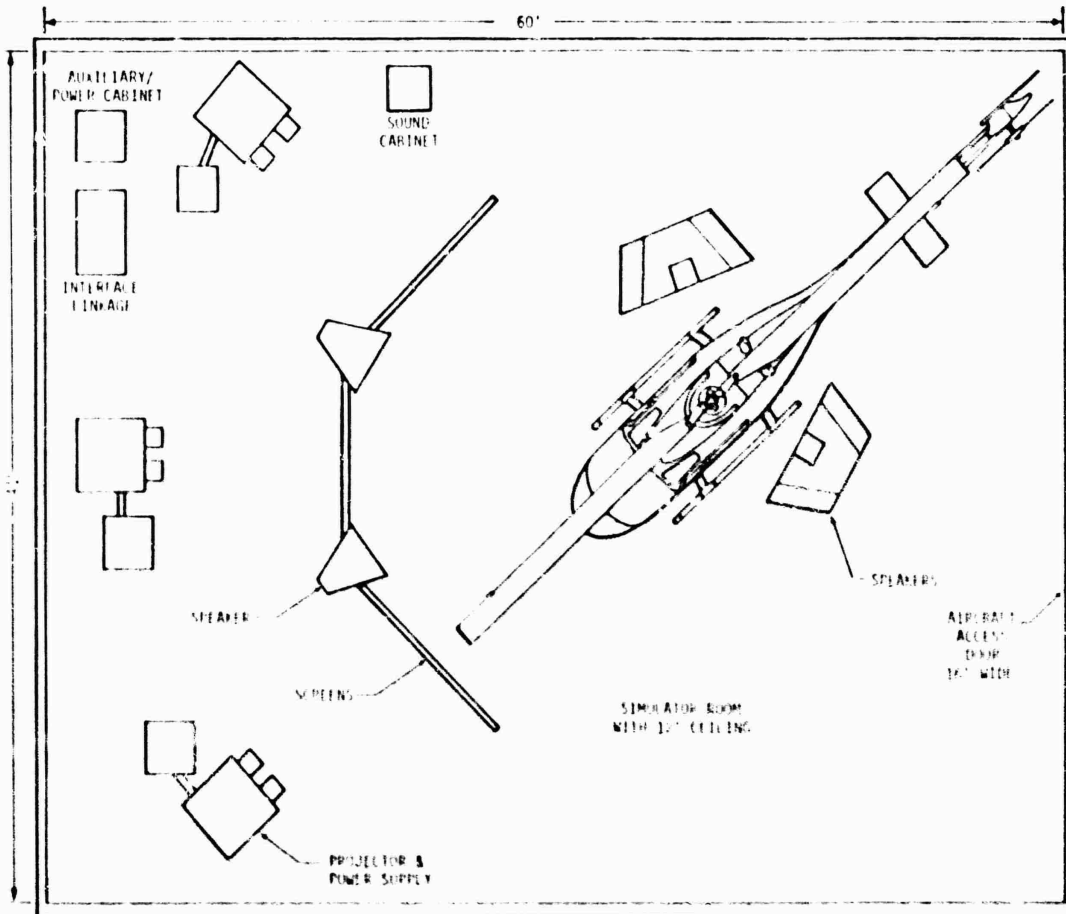 60'
AUXILIARY/
POWER CABINET
SOUND
CABINET
INTERFACE
LINKAGE
SPEAKER
SPEAKERS
AIRCRAFT
ACCESS
DOOR
16' WIDE
SCREENS
SIMULATOR ROOM
WITH 12' CEILING
PROJECTOR &
POWER SUPPLY